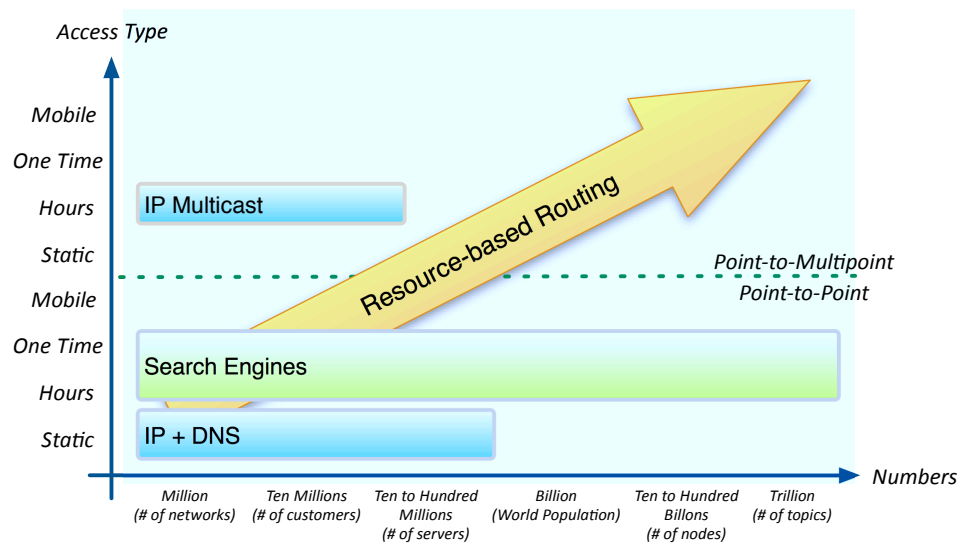 Access Type
Mobile
One Time
IP Multicast
Hours
Static
Resource-based Routing
Point-to-Multipoint
Point-to-Point
Mobile
One Time
Search Engines
Hours
IP + DNS
Static
Numbers
Million
(# of networks)
Ten Millions
(# of customers)
Ten to Hundred
Millions
(# of servers)
Billion
(World Population)
Ten to Hundred
Billons
(# of nodes)
Trillion
(# of topics)